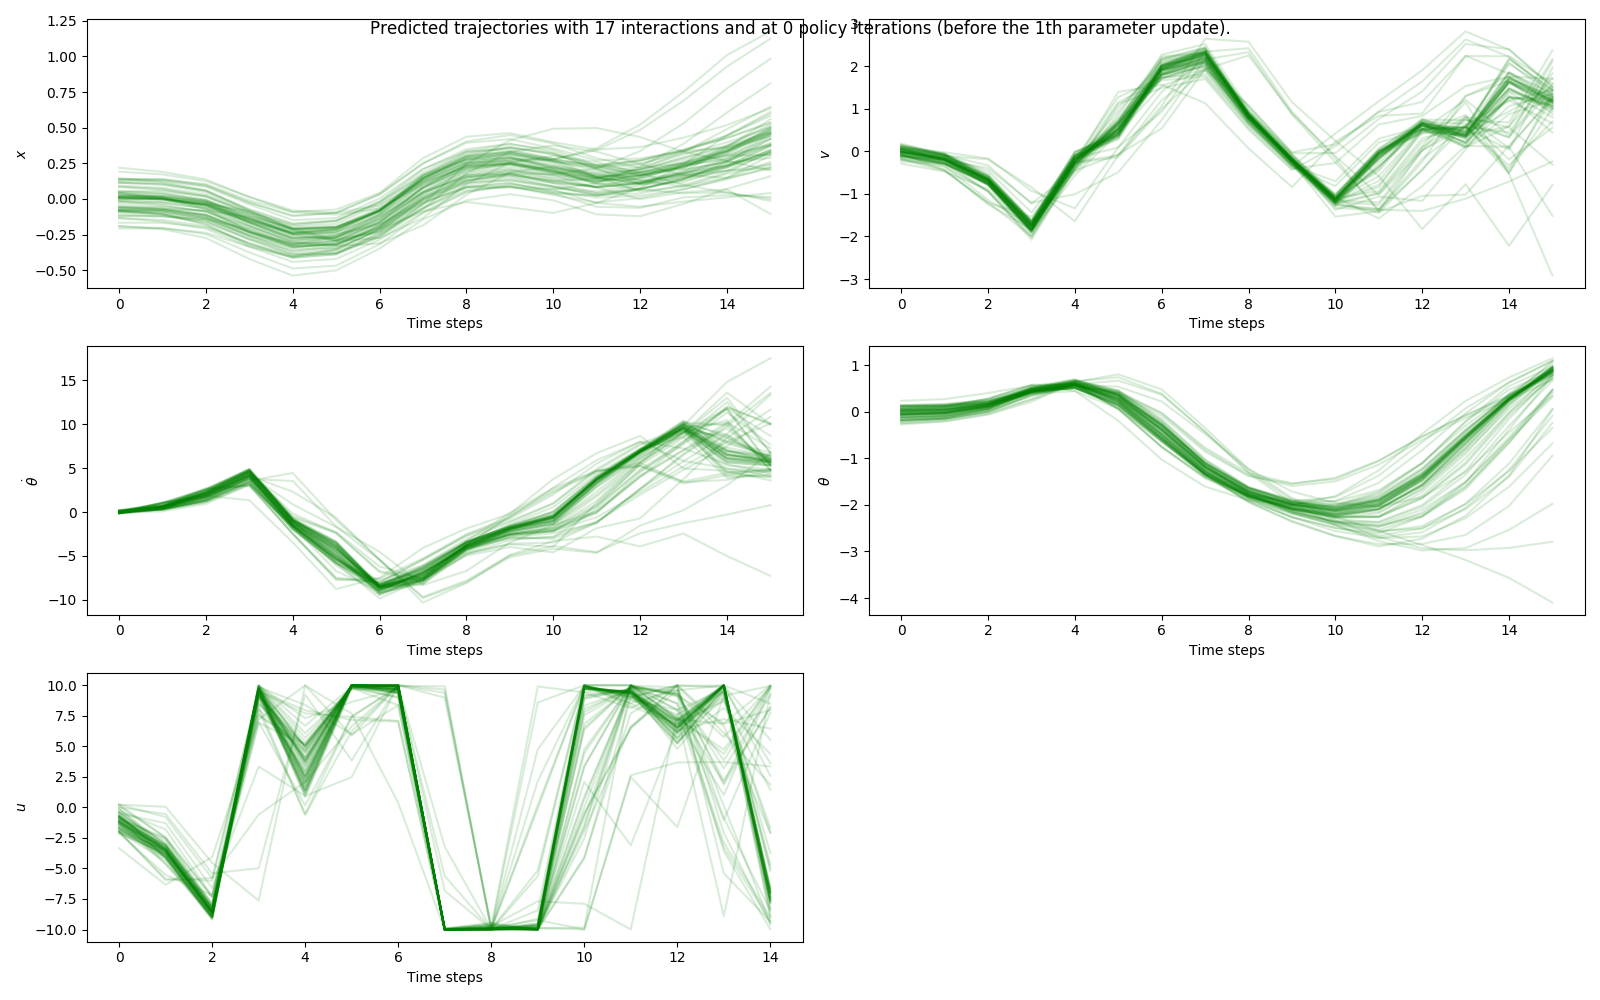 Predicted trajectories with 17 interactions and at 0 policy iterations (before the 1th parameter update).
1.25
1.00
0.75
0.50
0.25
0.00
−0.25
−0.50
x
0 2 4 6 8 10 12 14
Time steps
3
2
1
0
−1
−2
−3
v
0 2 4 6 8 10 12 14
Time steps
15
10
5
0
−5
−10
θ̇
0 2 4 6 8 10 12 14
Time steps
1
0
−1
−2
−3
−4
θ
0 2 4 6 8 10 12 14
Time steps
10.0
7.5
5.0
2.5
0.0
−2.5
−5.0
−7.5
−10.0
u
0 2 4 6 8 10 12 14
Time steps